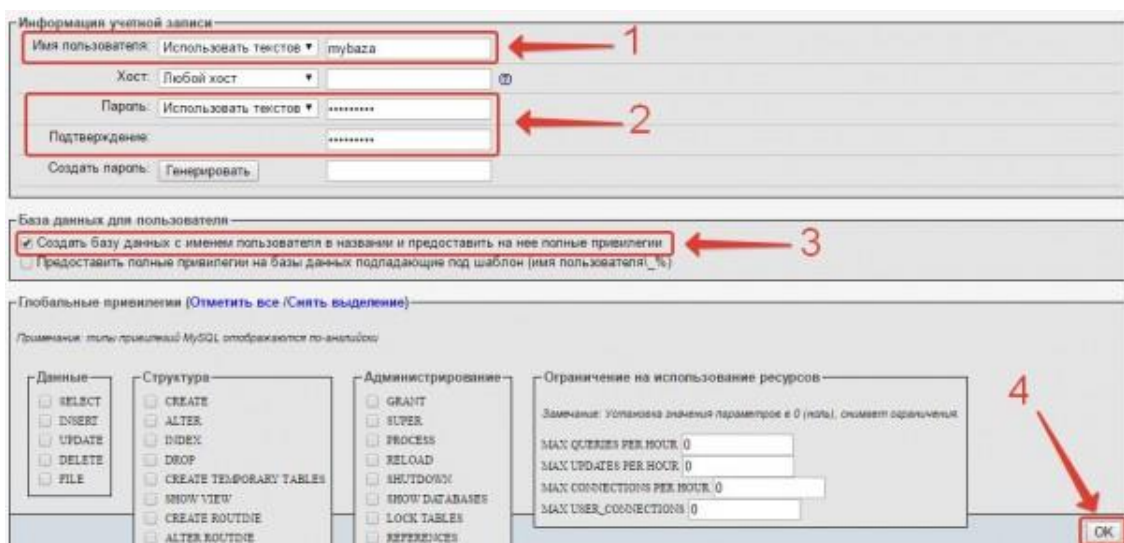 Информация учетной записи
Имя пользователя: Использовать текстов ▼ mybaza 1
Хост: Любой хост ▼
Пароль: Использовать текстов ▼ ••••••••• 2
Подтверждение: •••••••••
Создать пароль: Генерировать
База данных для пользователя
Создать базу данных с именем пользователя в названии и предоставить на нее полные привилегии 3
Предоставить полные привилегии на базы данных подпадающие под шаблон (имя пользователя\_%)
Глобальные привилегии (Отметить все /Снять выделение)
Примечание: типы привилегий MySQL отображаются по-английски
Данные
SELECT
INSERT
UPDATE
DELETE
FILE
Структура
CREATE
ALTER
INDEX
DROP
CREATE TEMPORARY TABLES
SHOW VIEW
CREATE ROUTINE
ALTER ROUTINE
Администрирование
GRANT
SUPER
PROCESS
RELOAD
SHUTDOWN
SHOW DATABASES
LOCK TABLES
REFERENCES
Ограничение на использование ресурсов
Замечание: Установка значения параметров в 0 (ноль), снимает ограничения.
MAX QUERIES PER HOUR 0
MAX UPDATES PER HOUR 0
MAX CONNECTIONS PER HOUR 0
MAX USER_CONNECTIONS 0
4
OK